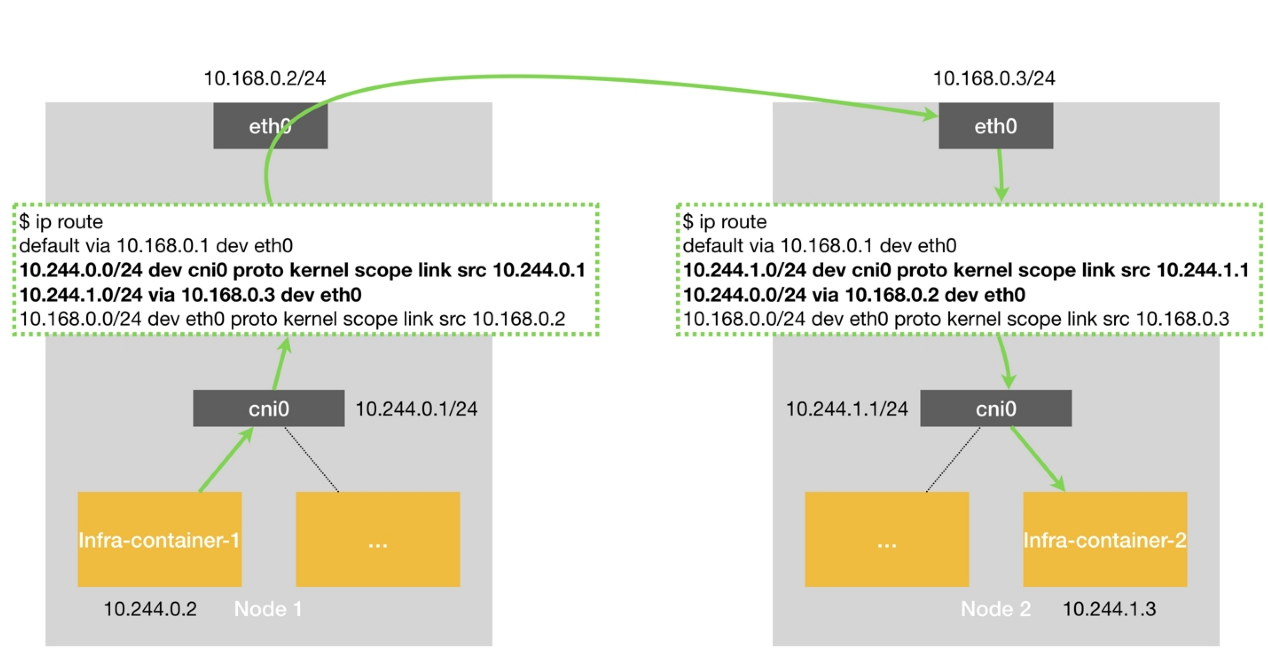 10.168.0.2/24
eth0
$ ip route
default via 10.168.0.1 dev eth0
10.244.0.0/24 dev cni0 proto kernel scope link src 10.244.0.1
10.244.1.0/24 via 10.168.0.3 dev eth0
10.168.0.0/24 dev eth0 proto kernel scope link src 10.168.0.2
cni0
10.244.0.1/24
Infra-container-1
...
10.244.0.2
Node 1
10.168.0.3/24
eth0
$ ip route
default via 10.168.0.1 dev eth0
10.244.1.0/24 dev cni0 proto kernel scope link src 10.244.1.1
10.244.0.0/24 via 10.168.0.2 dev eth0
10.168.0.0/24 dev eth0 proto kernel scope link src 10.168.0.3
10.244.1.1/24
cni0
...
Infra-container-2
Node 2
10.244.1.3